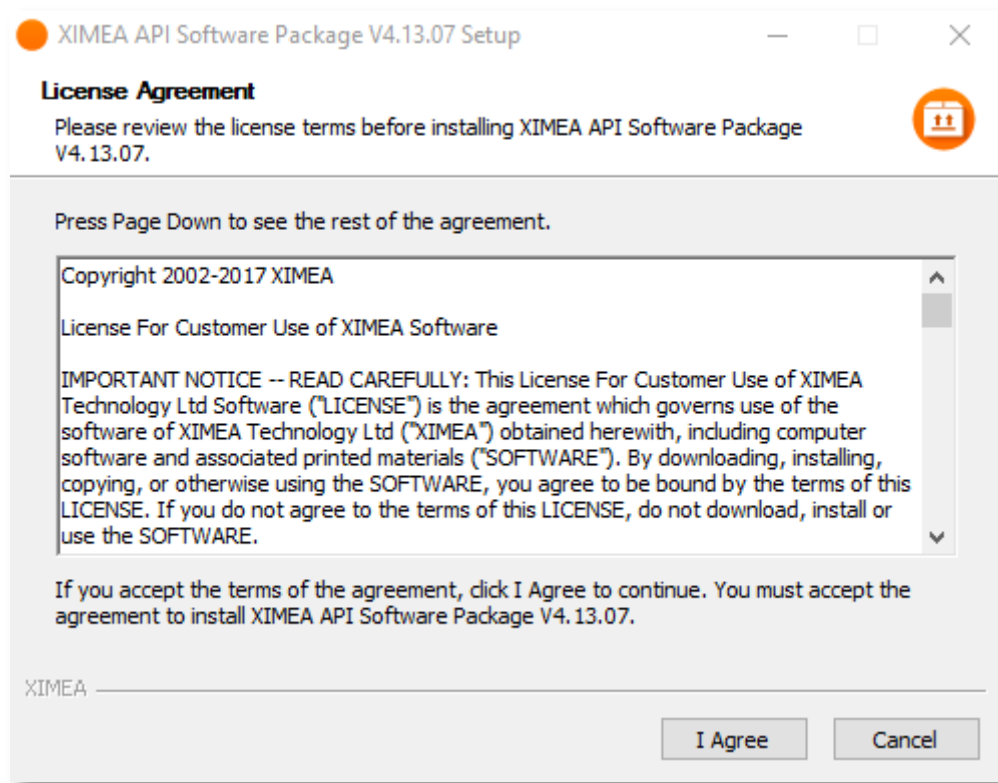 XIMEA API Software Package V4.13.07 Setup
License Agreement
Please review the license terms before installing XIMEA API Software Package
V4.13.07.
Press Page Down to see the rest of the agreement.
Copyright 2002-2017 XIMEA
License For Customer Use of XIMEA Software
IMPORTANT NOTICE -- READ CAREFULLY: This License For Customer Use of XIMEA
Technology Ltd Software ("LICENSE") is the agreement which governs use of the
software of XIMEA Technology Ltd ("XIMEA") obtained herewith, including computer
software and associated printed materials ("SOFTWARE"). By downloading, installing,
copying, or otherwise using the SOFTWARE, you agree to be bound by the terms of this
LICENSE. If you do not agree to the terms of this LICENSE, do not download, install or
use the SOFTWARE.
If you accept the terms of the agreement, click I Agree to continue. You must accept the
agreement to install XIMEA API Software Package V4.13.07.
XIMEA
I Agree
Cancel